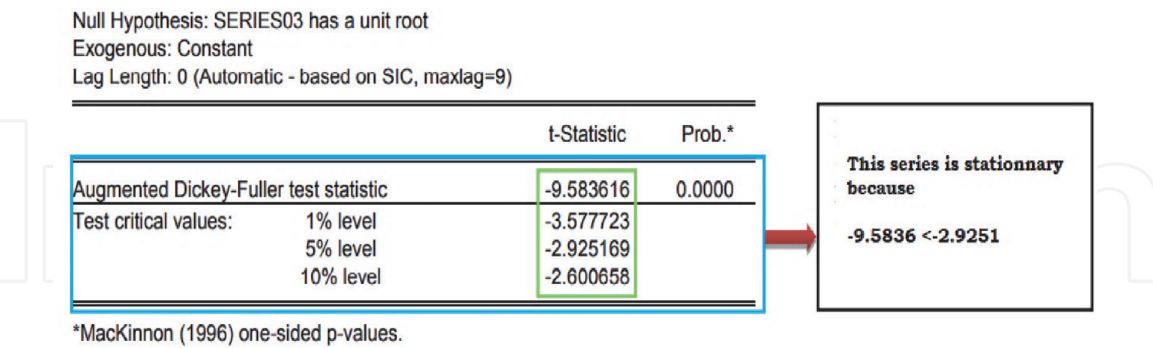 Null Hypothesis: SERIES03 has a unit root
Exogenous: Constant
Lag Length: 0 (Automatic - based on SIC, maxlag=9)
t-Statistic Prob.*
Augmented Dickey-Fuller test statistic -9.583616 0.0000
Test critical values: 1% level -3.577723
5% level -2.925169
10% level -2.600658
*MacKinnon (1996) one-sided p-values.
This series is stationnary
because
-9.5836 <-2.9251